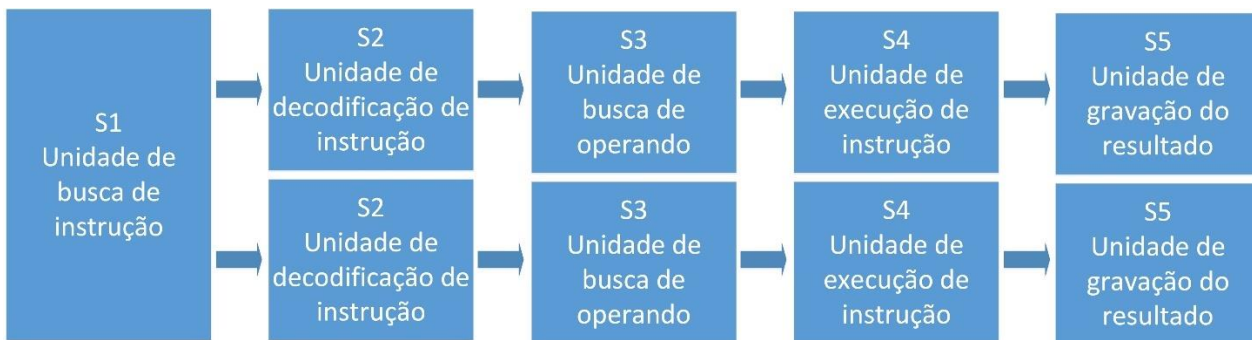 S1
Unidade de
busca de
instrução
S2
Unidade de
decodificação de
instrução
S3
Unidade de
busca de
operando
S4
Unidade de
execução de
instrução
S5
Unidade de
gravação do
resultado
S2
Unidade de
decodificação de
instrução
S3
Unidade de
busca de
operando
S4
Unidade de
execução de
instrução
S5
Unidade de
gravação do
resultado